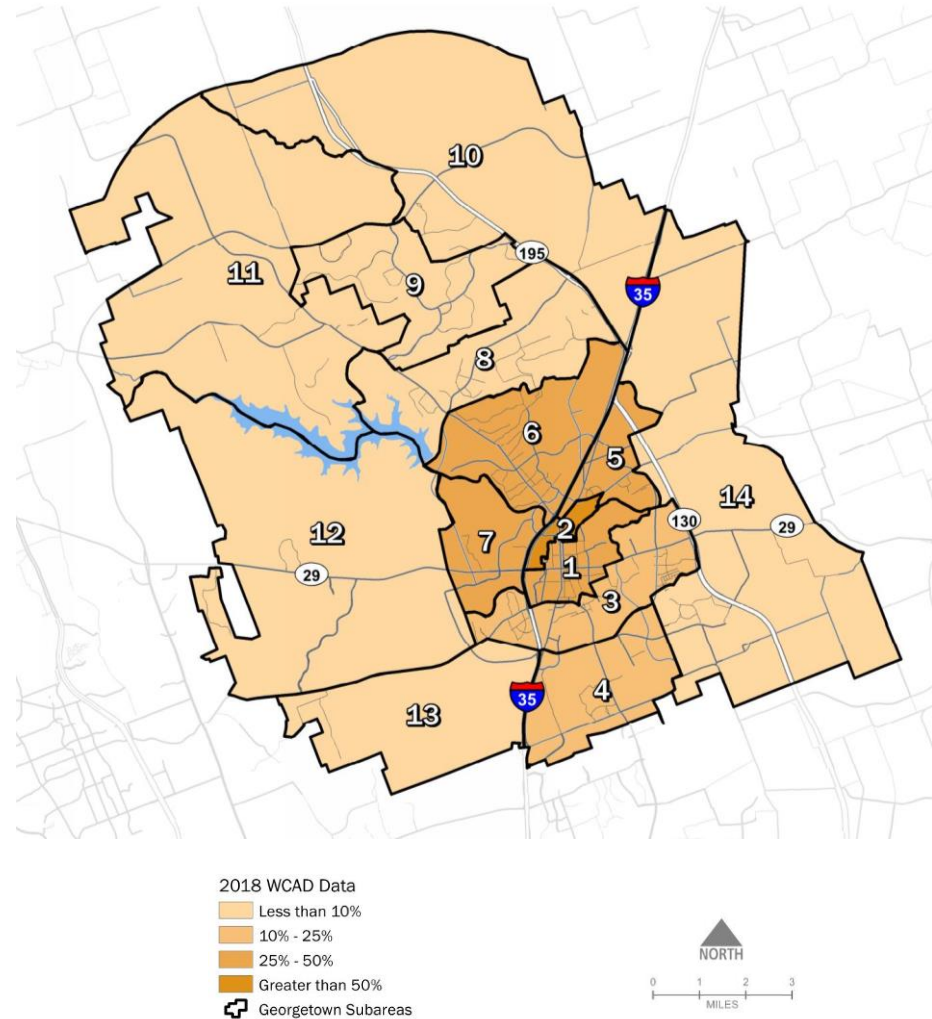 10
195
11
9
35
8
6
5
14
2
130
29
12
7
1
29
3
4
35
13
2018 WCAD Data
Less than 10%
10% - 25%
25% - 50%
Greater than 50%
Georgetown Subareas
NORTH
0 1 2 3
MILES